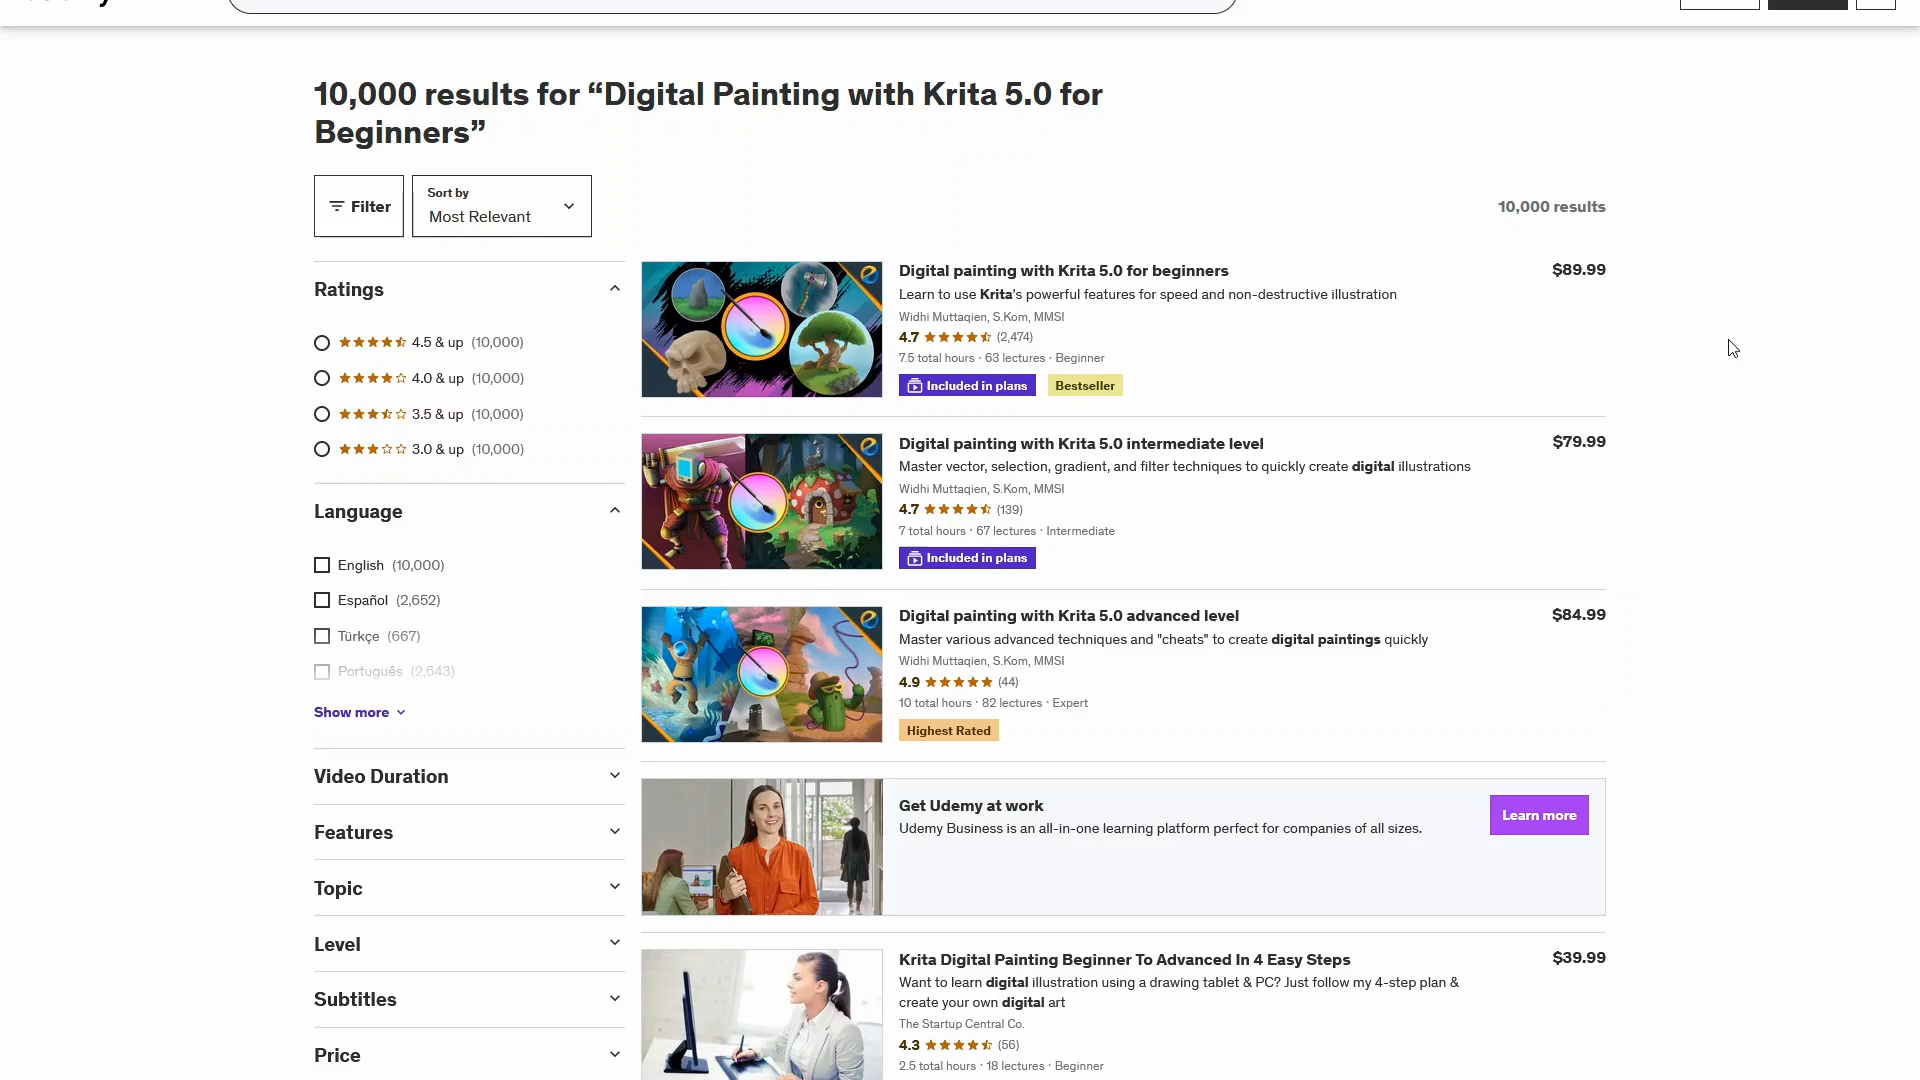 10,000 results for “Digital Painting with Krita 5.0 for
Beginners”
Filter
Sort by
Most Relevant
10,000 results
Ratings
4.5 & up (10,000)
4.0 & up (10,000)
3.5 & up (10,000)
3.0 & up (10,000)
Language
English (10,000)
Español (2,652)
Türkçe (667)
Português (2,643)
Show more
Video Duration
Features
Topic
Level
Subtitles
Price
Digital painting with Krita 5.0 for beginners
$89.99
Learn to use Krita's powerful features for speed and non-destructive illustration
Widhi Muttaqien, S.Kom, MMSI
4.7 (2,474)
7.5 total hours · 63 lectures · Beginner
Included in plans
Bestseller
Digital painting with Krita 5.0 intermediate level
$79.99
Master vector, selection, gradient, and filter techniques to quickly create digital illustrations
Widhi Muttaqien, S.Kom, MMSI
4.7 (139)
7 total hours · 67 lectures · Intermediate
Included in plans
Digital painting with Krita 5.0 advanced level
$84.99
Master various advanced techniques and "cheats" to create digital paintings quickly
Widhi Muttaqien, S.Kom, MMSI
4.9 (44)
10 total hours · 82 lectures · Expert
Highest Rated
Get Udemy at work
Udemy Business is an all-in-one learning platform perfect for companies of all sizes.
Learn more
Krita Digital Painting Beginner To Advanced In 4 Easy Steps
$39.99
Want to learn digital illustration using a drawing tablet & PC? Just follow my 4-step plan &
create your own digital art
The Startup Central Co.
4.3 (56)
2.5 total hours · 18 lectures · Beginner